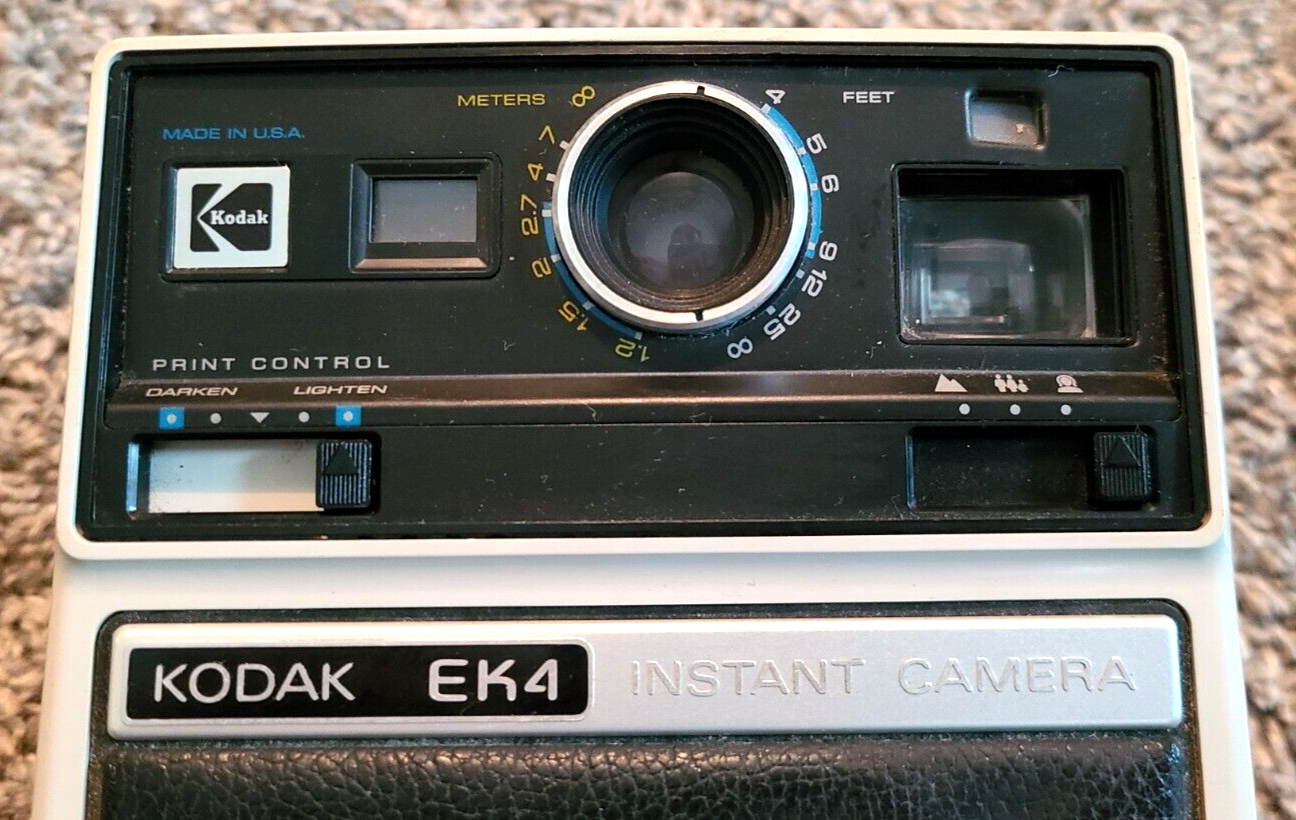 METERS
FEET
MADE IN U.S.A.
Kodak
∞
7
4
2.7
2
1.5
1.2
4
5
6
9
12
25
∞
PRINT CONTROL
DARKEN LIGHTEN
KODAK EK4 INSTANT CAMERA